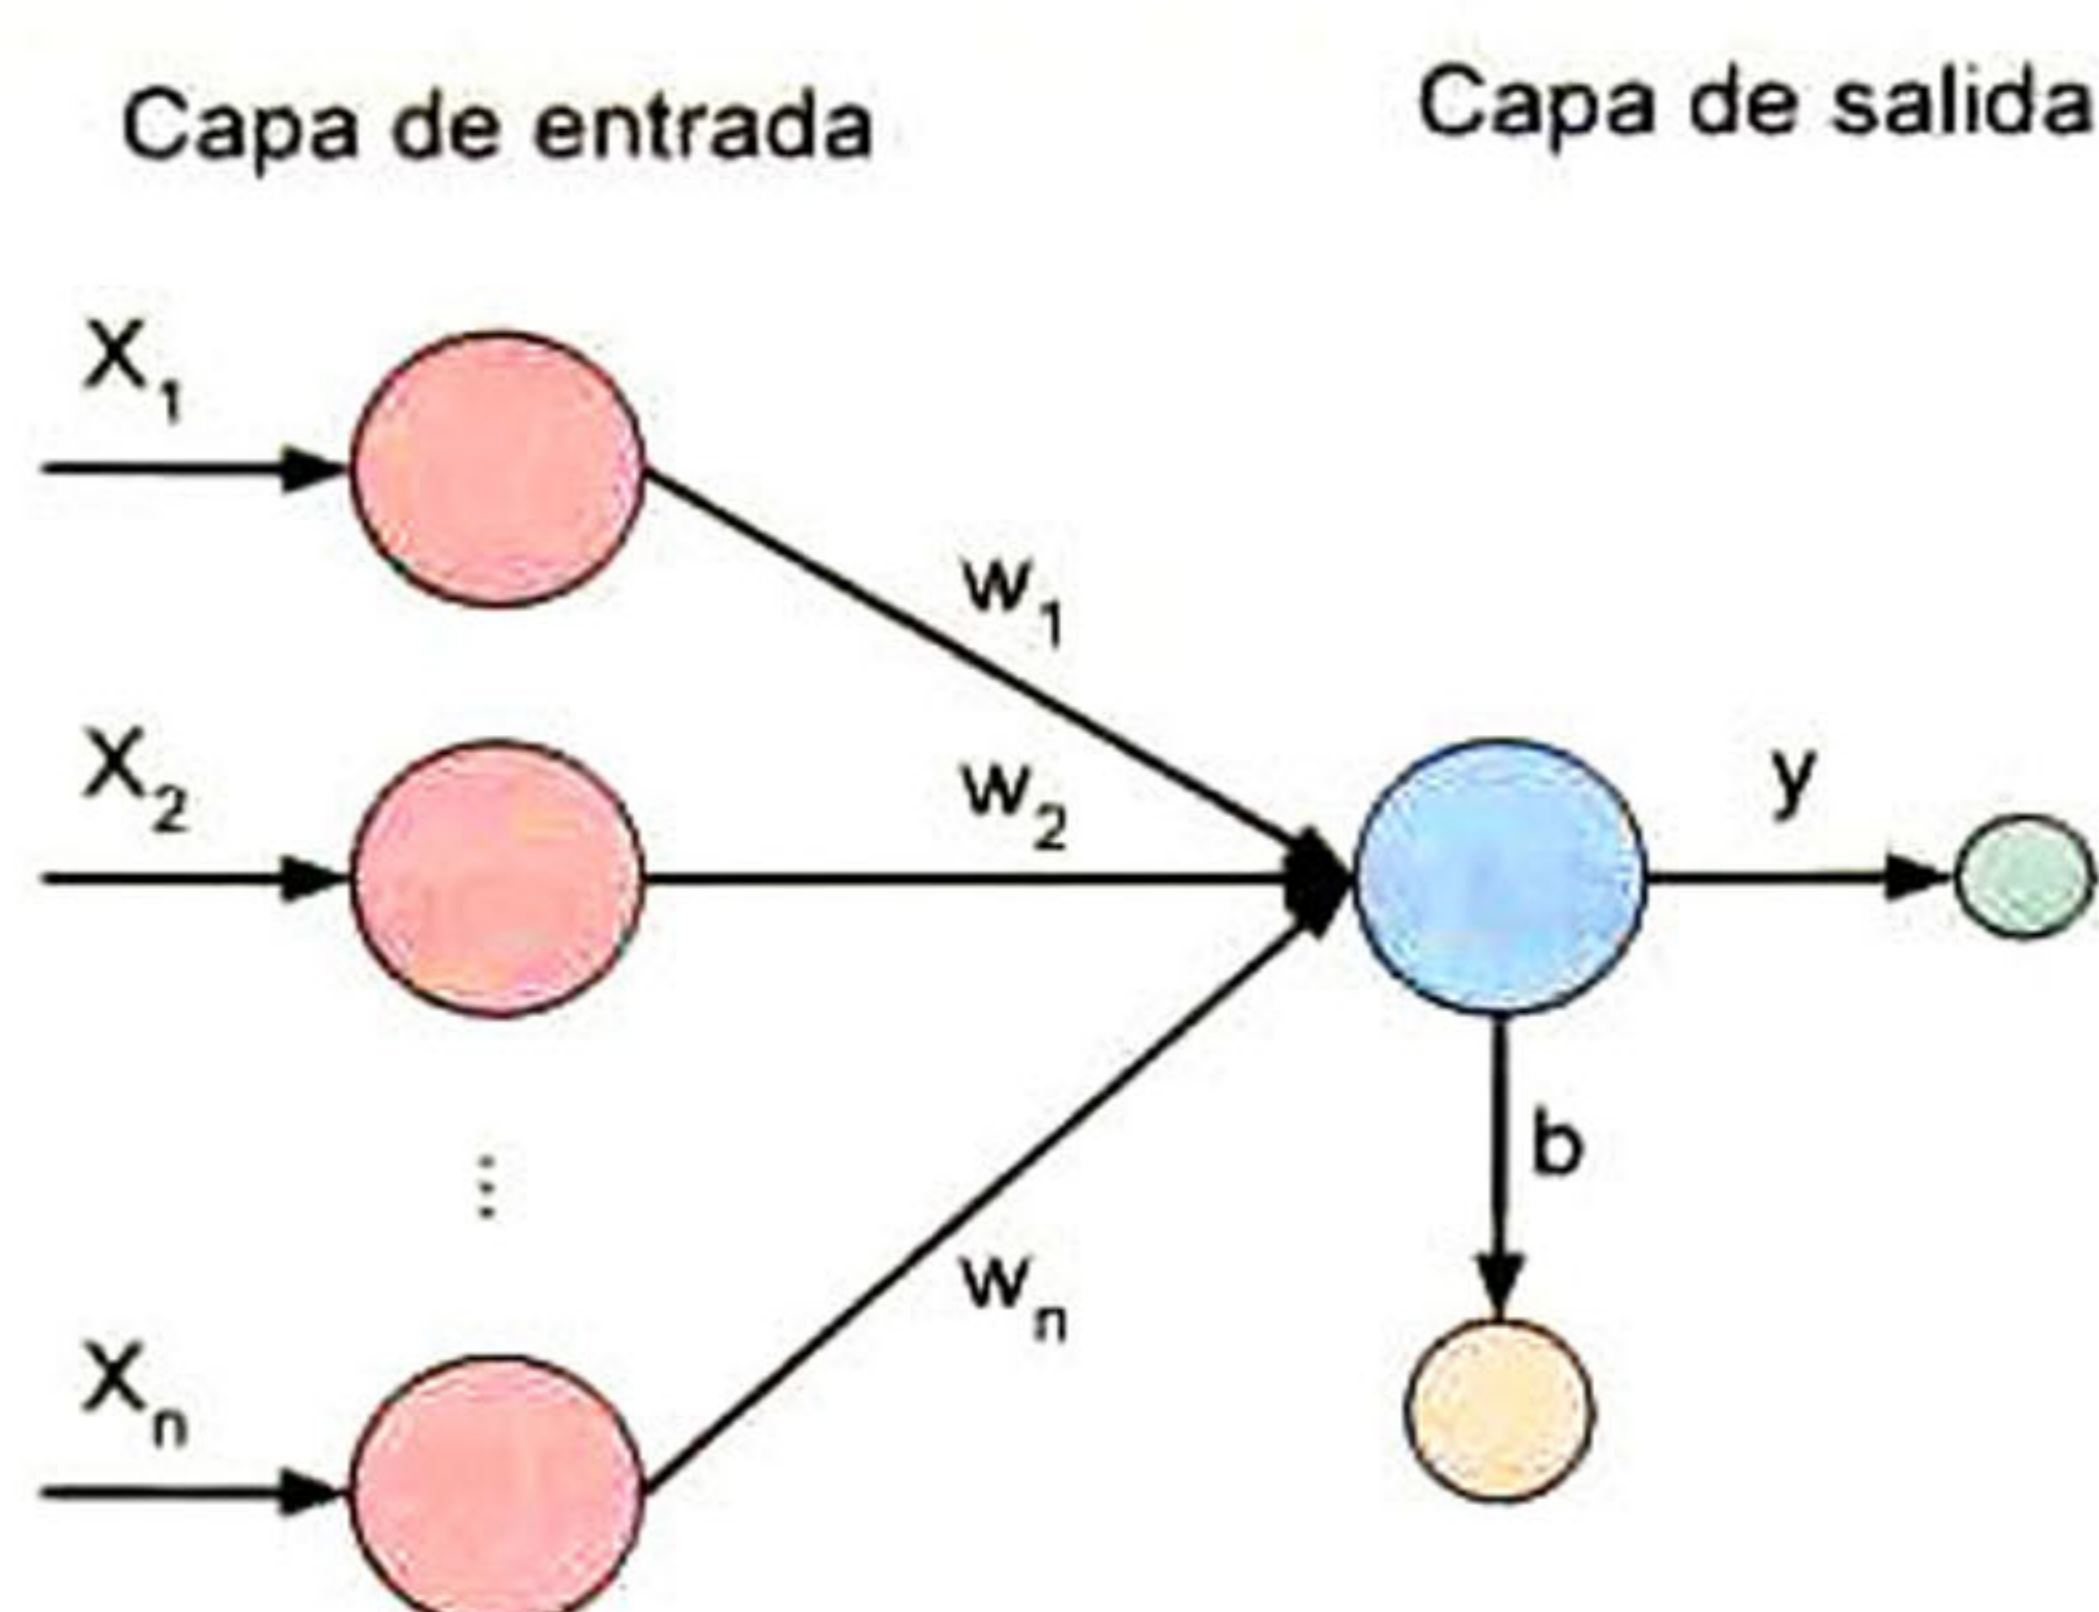 Capa de entrada
Capa de salida
X1
w1
X2
w2
y
b
wn
Xn